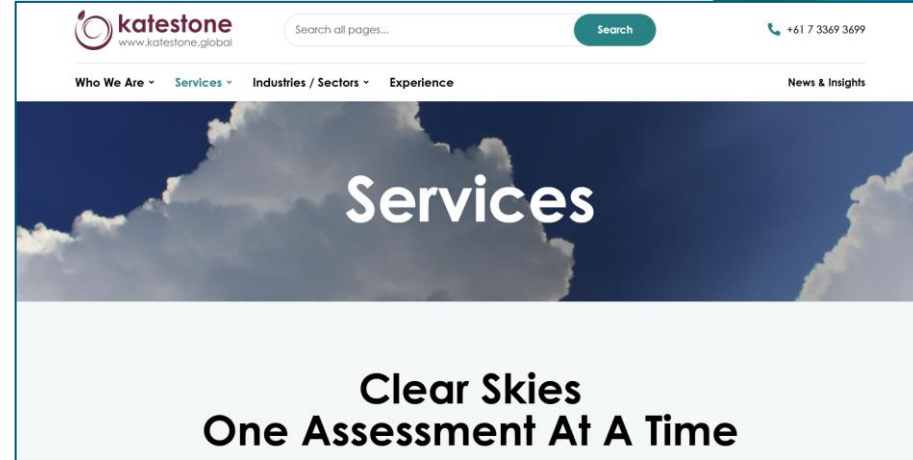 katestone
www.katestone.global
Search all pages...
Search
+61 7 3369 3699
Who We Are
Services
Industries / Sectors
Experience
News & Insights
Services
Clear Skies
One Assessment At A Time